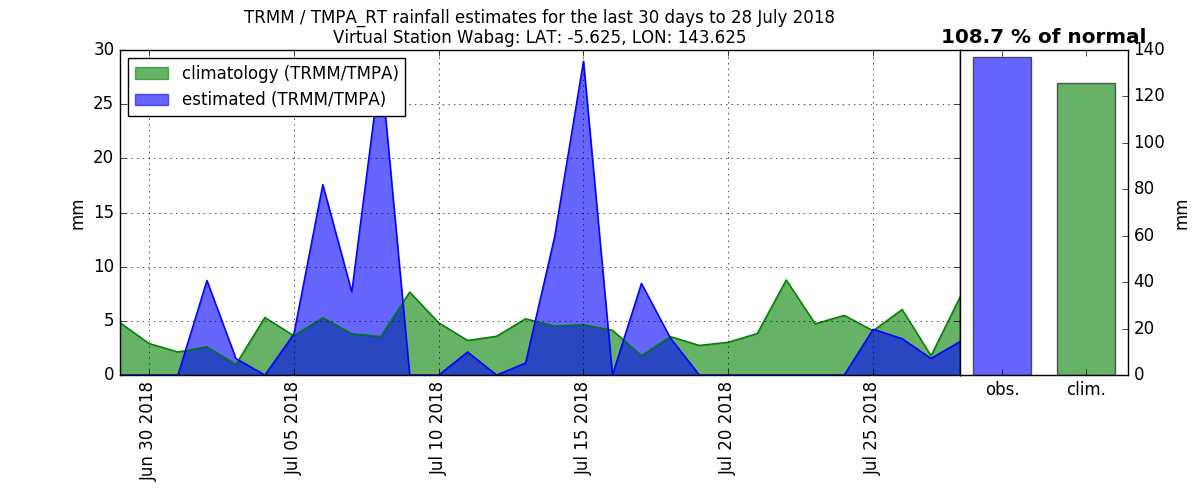 TRMM / TMPA_RT rainfall estimates for the last 30 days to 28 July 2018
Virtual Station Wabag: LAT: -5.625, LON: 143.625
108.7 % of normal
climatology (TRMM/TMPA)
estimated (TRMM/TMPA)
30
25
20
15
10
5
0
mm
Jun 30 2018
Jul 05 2018
Jul 10 2018
Jul 15 2018
Jul 20 2018
Jul 25 2018
140
120
100
80
60
40
20
0
mm
obs.
clim.